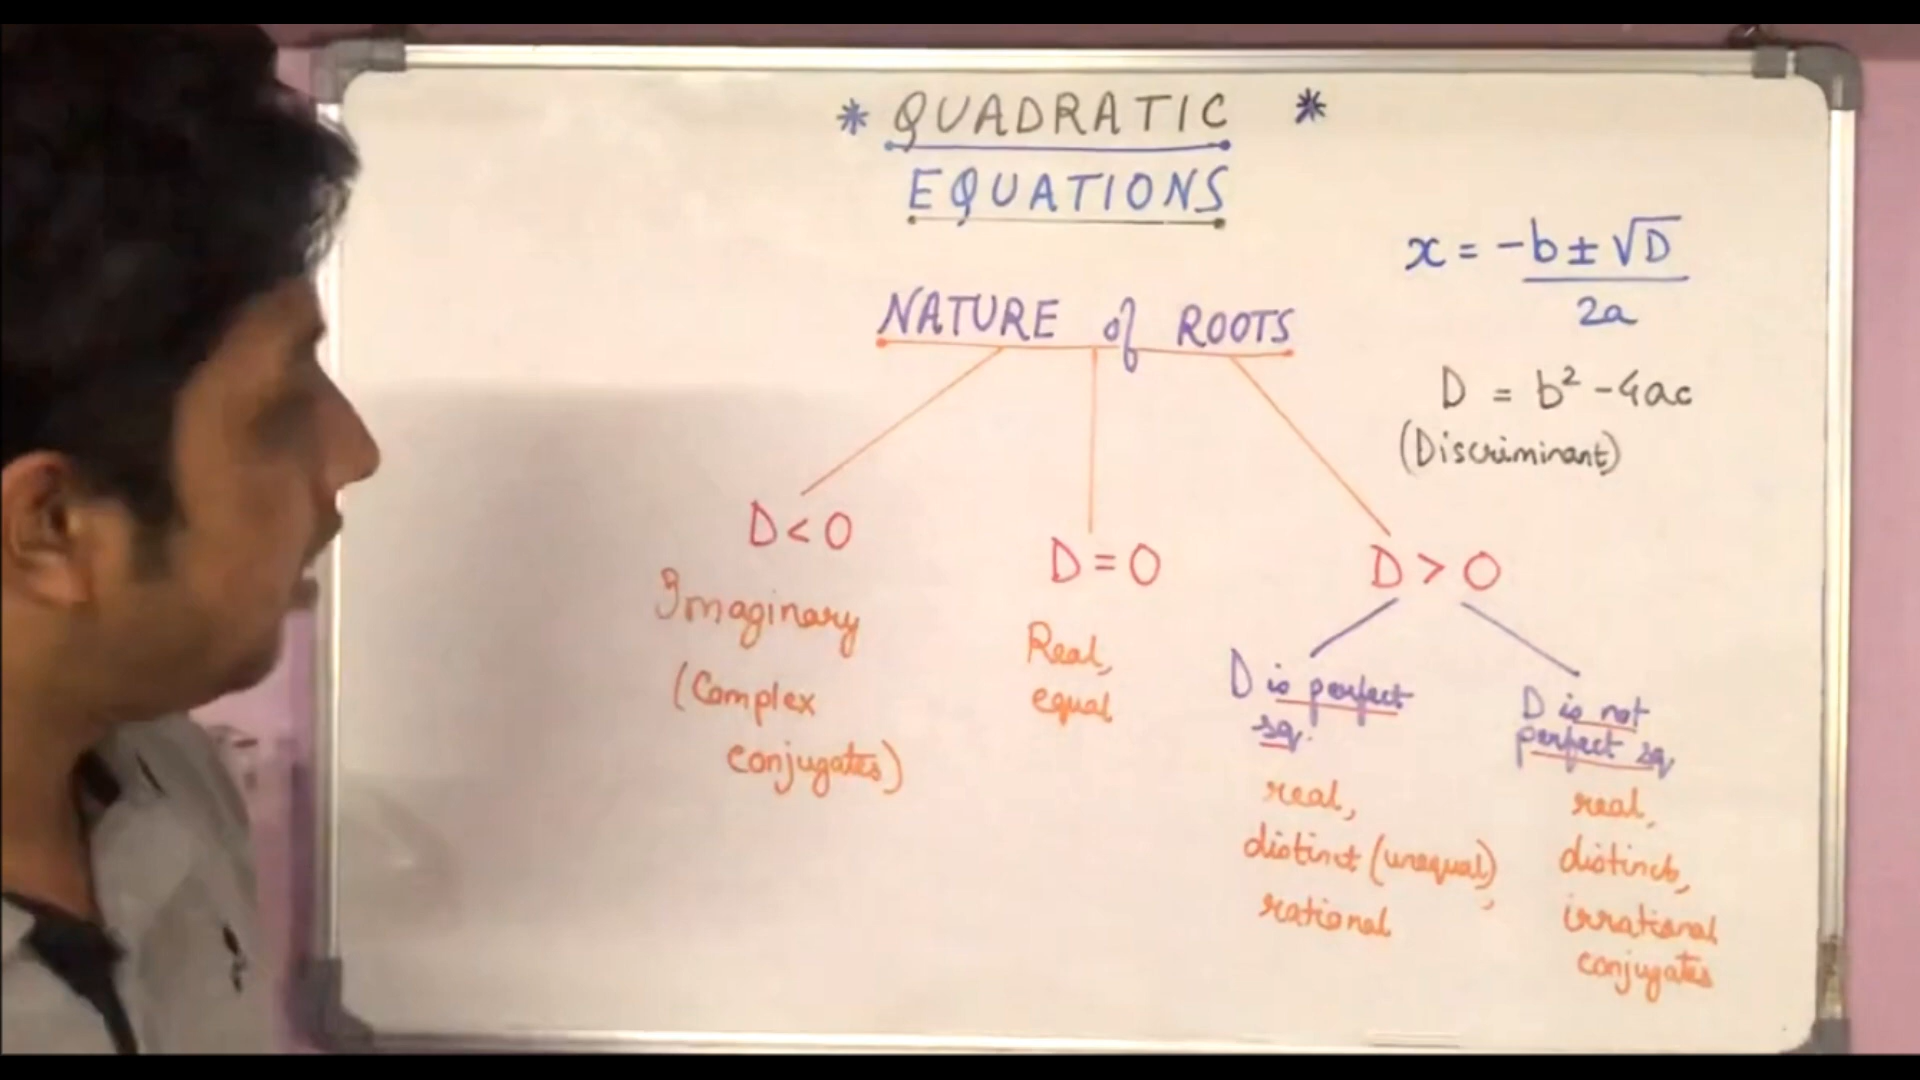 * QUADRATIC *
EQUATIONS
x = -b ± √D
2a
NATURE of ROOTS
D = b² - 4ac
(Discriminant)
D < 0
Imaginary
(Complex
conjugates)
D = 0
Real,
equal
D > 0
D is perfect
sq.
real,
distinct (unequal),
rational
D is not
perfect sq
real,
distinct,
irrational
conjugates